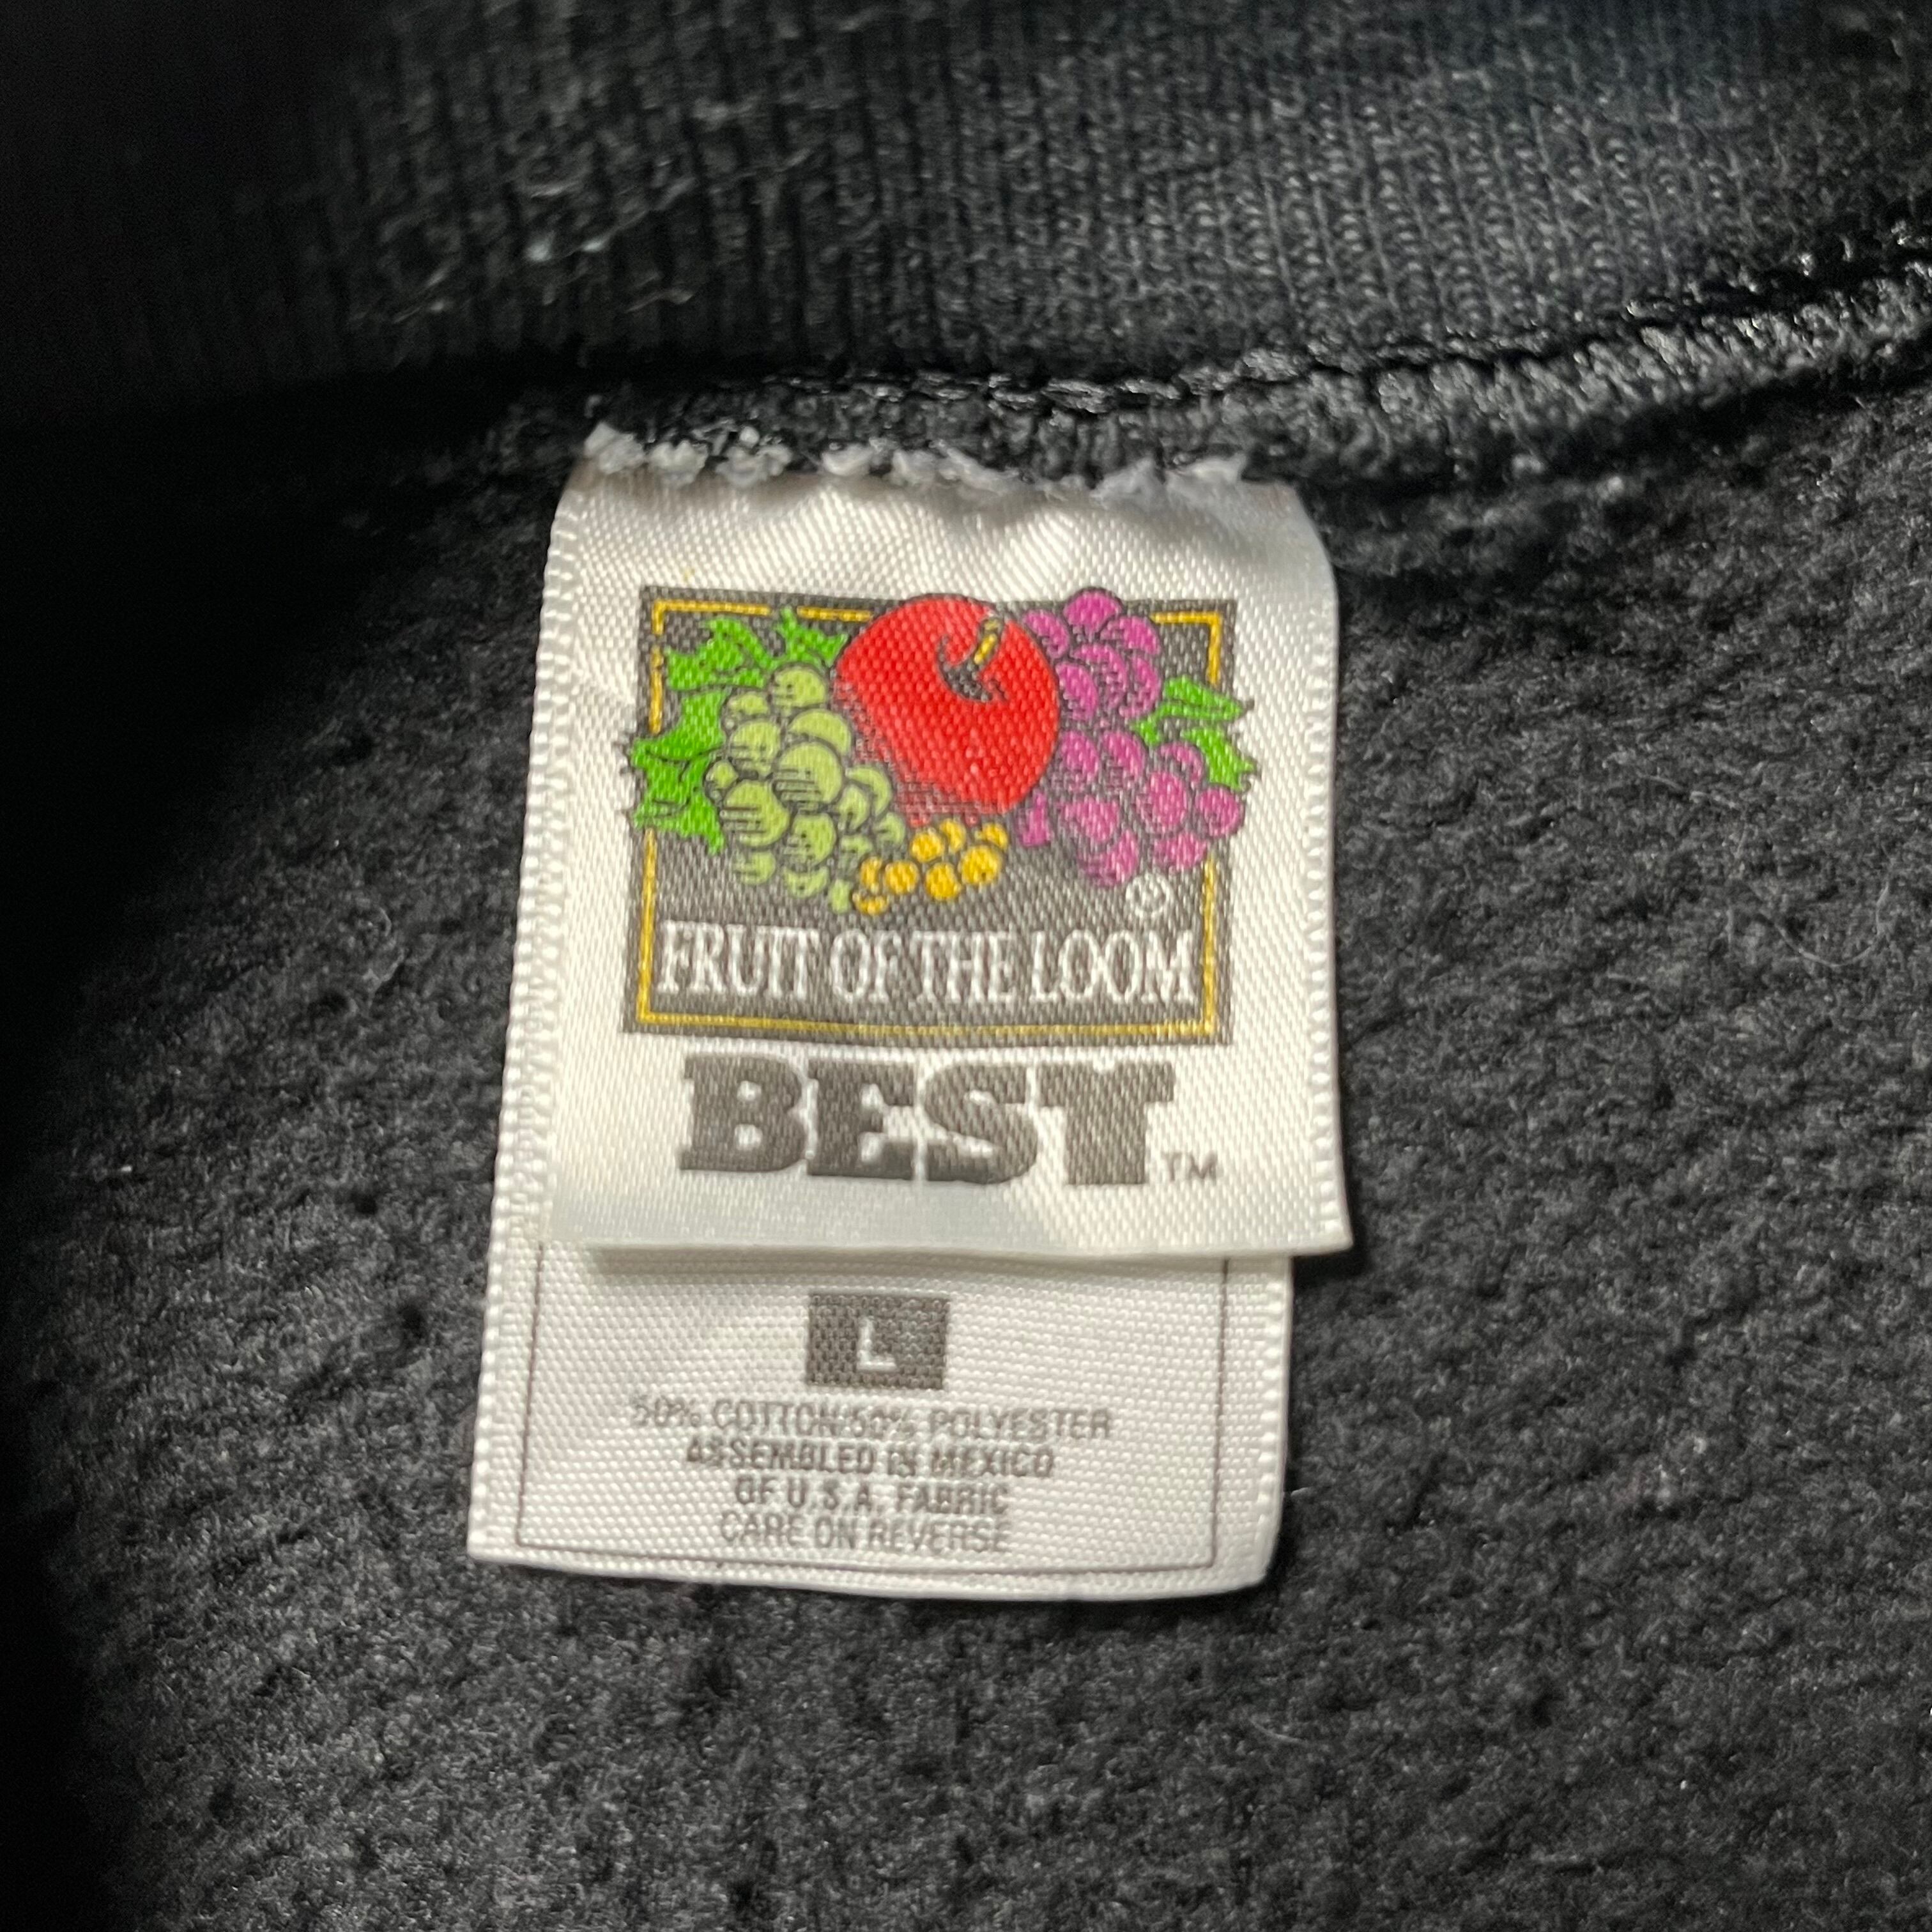 ®
FRUIT OF THE LOOM
BEST™
L
50% COTTON/50% POLYESTER
ASSEMBLED IN MEXICO
OF U.S.A. FABRIC
CARE ON REVERSE